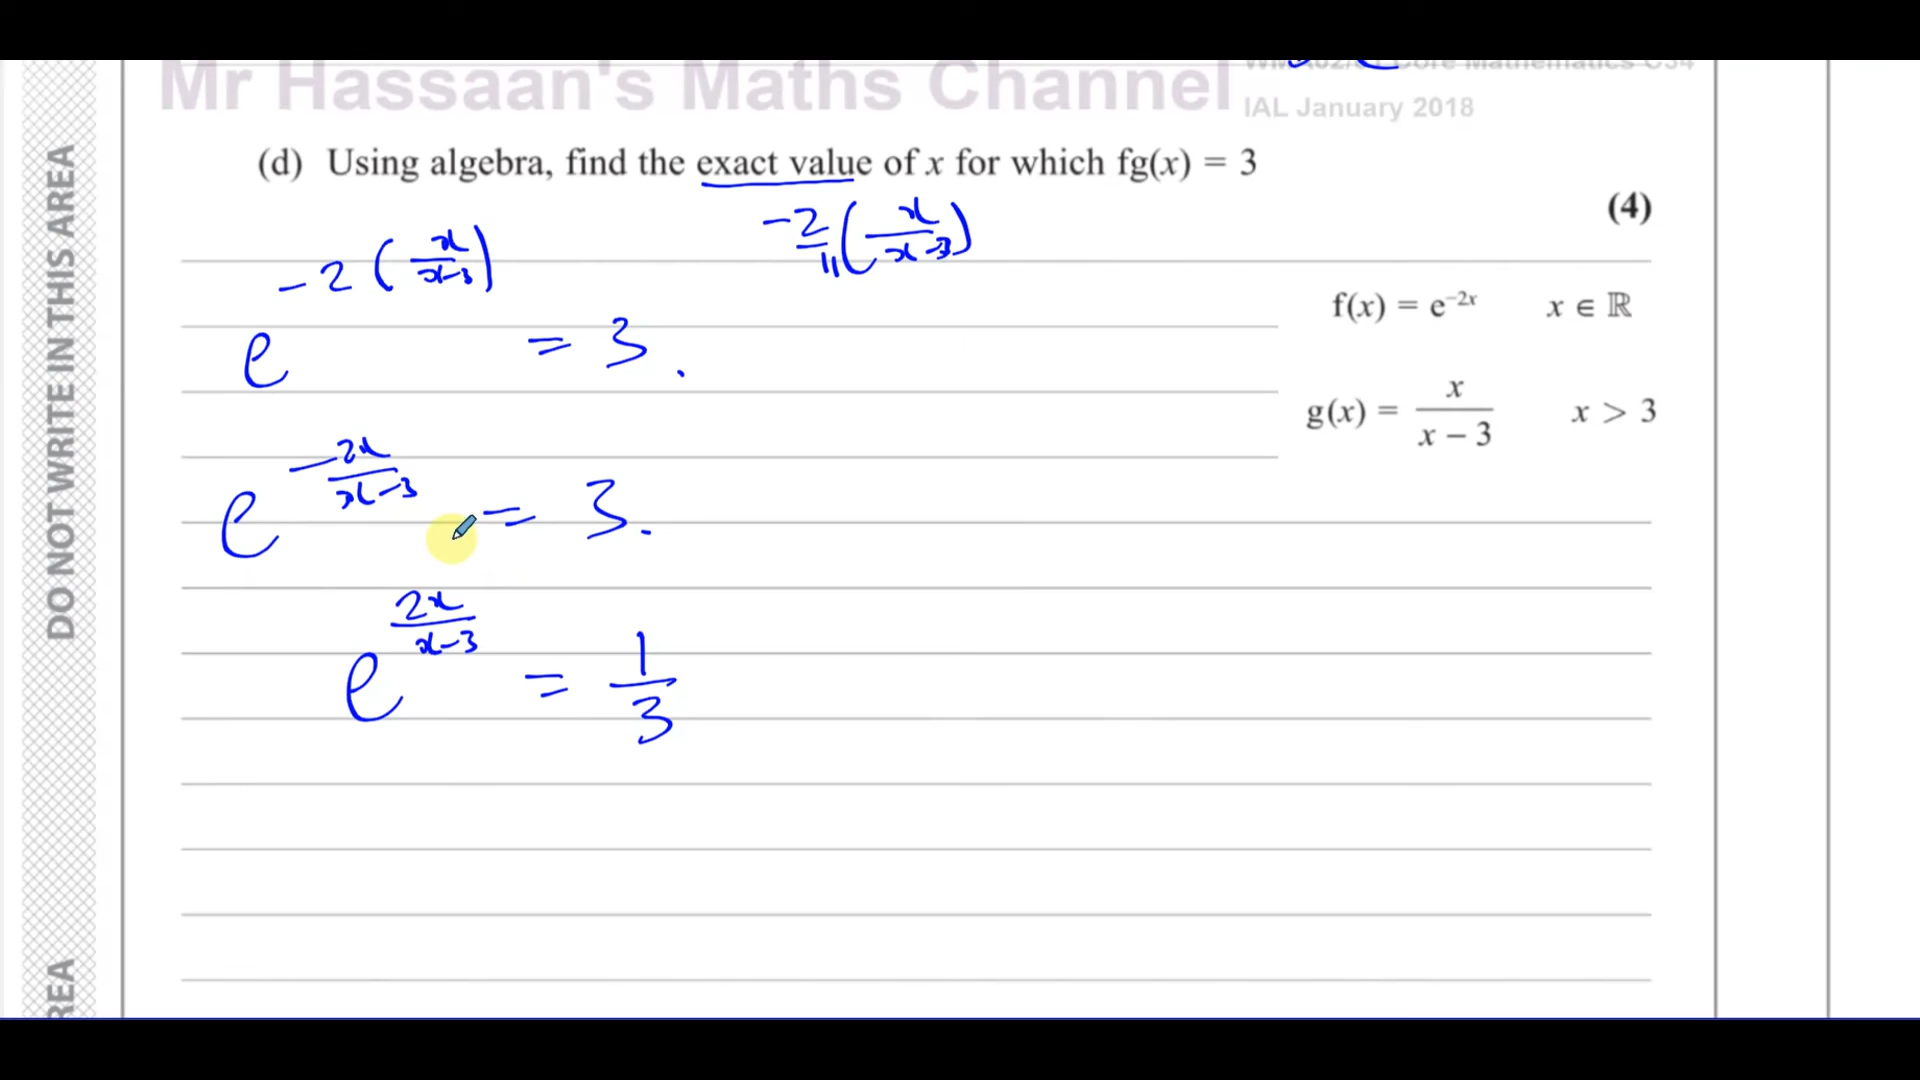 Mr Hassaan's Maths Channel
IAL January 2018
(d) Using algebra, find the exact value of x for which fg(x) = 3
(4)
-2/11(x/(x-3))
e^(-2(x/(x-3))) = 3.
f(x) = e^(-2x) x ∈ ℝ
g(x) = x/(x − 3) x > 3
e^(-2x/(x-3)) = 3.
e^(2x/(x-3)) = 1/3
DO NOT WRITE IN THIS AREA
REA